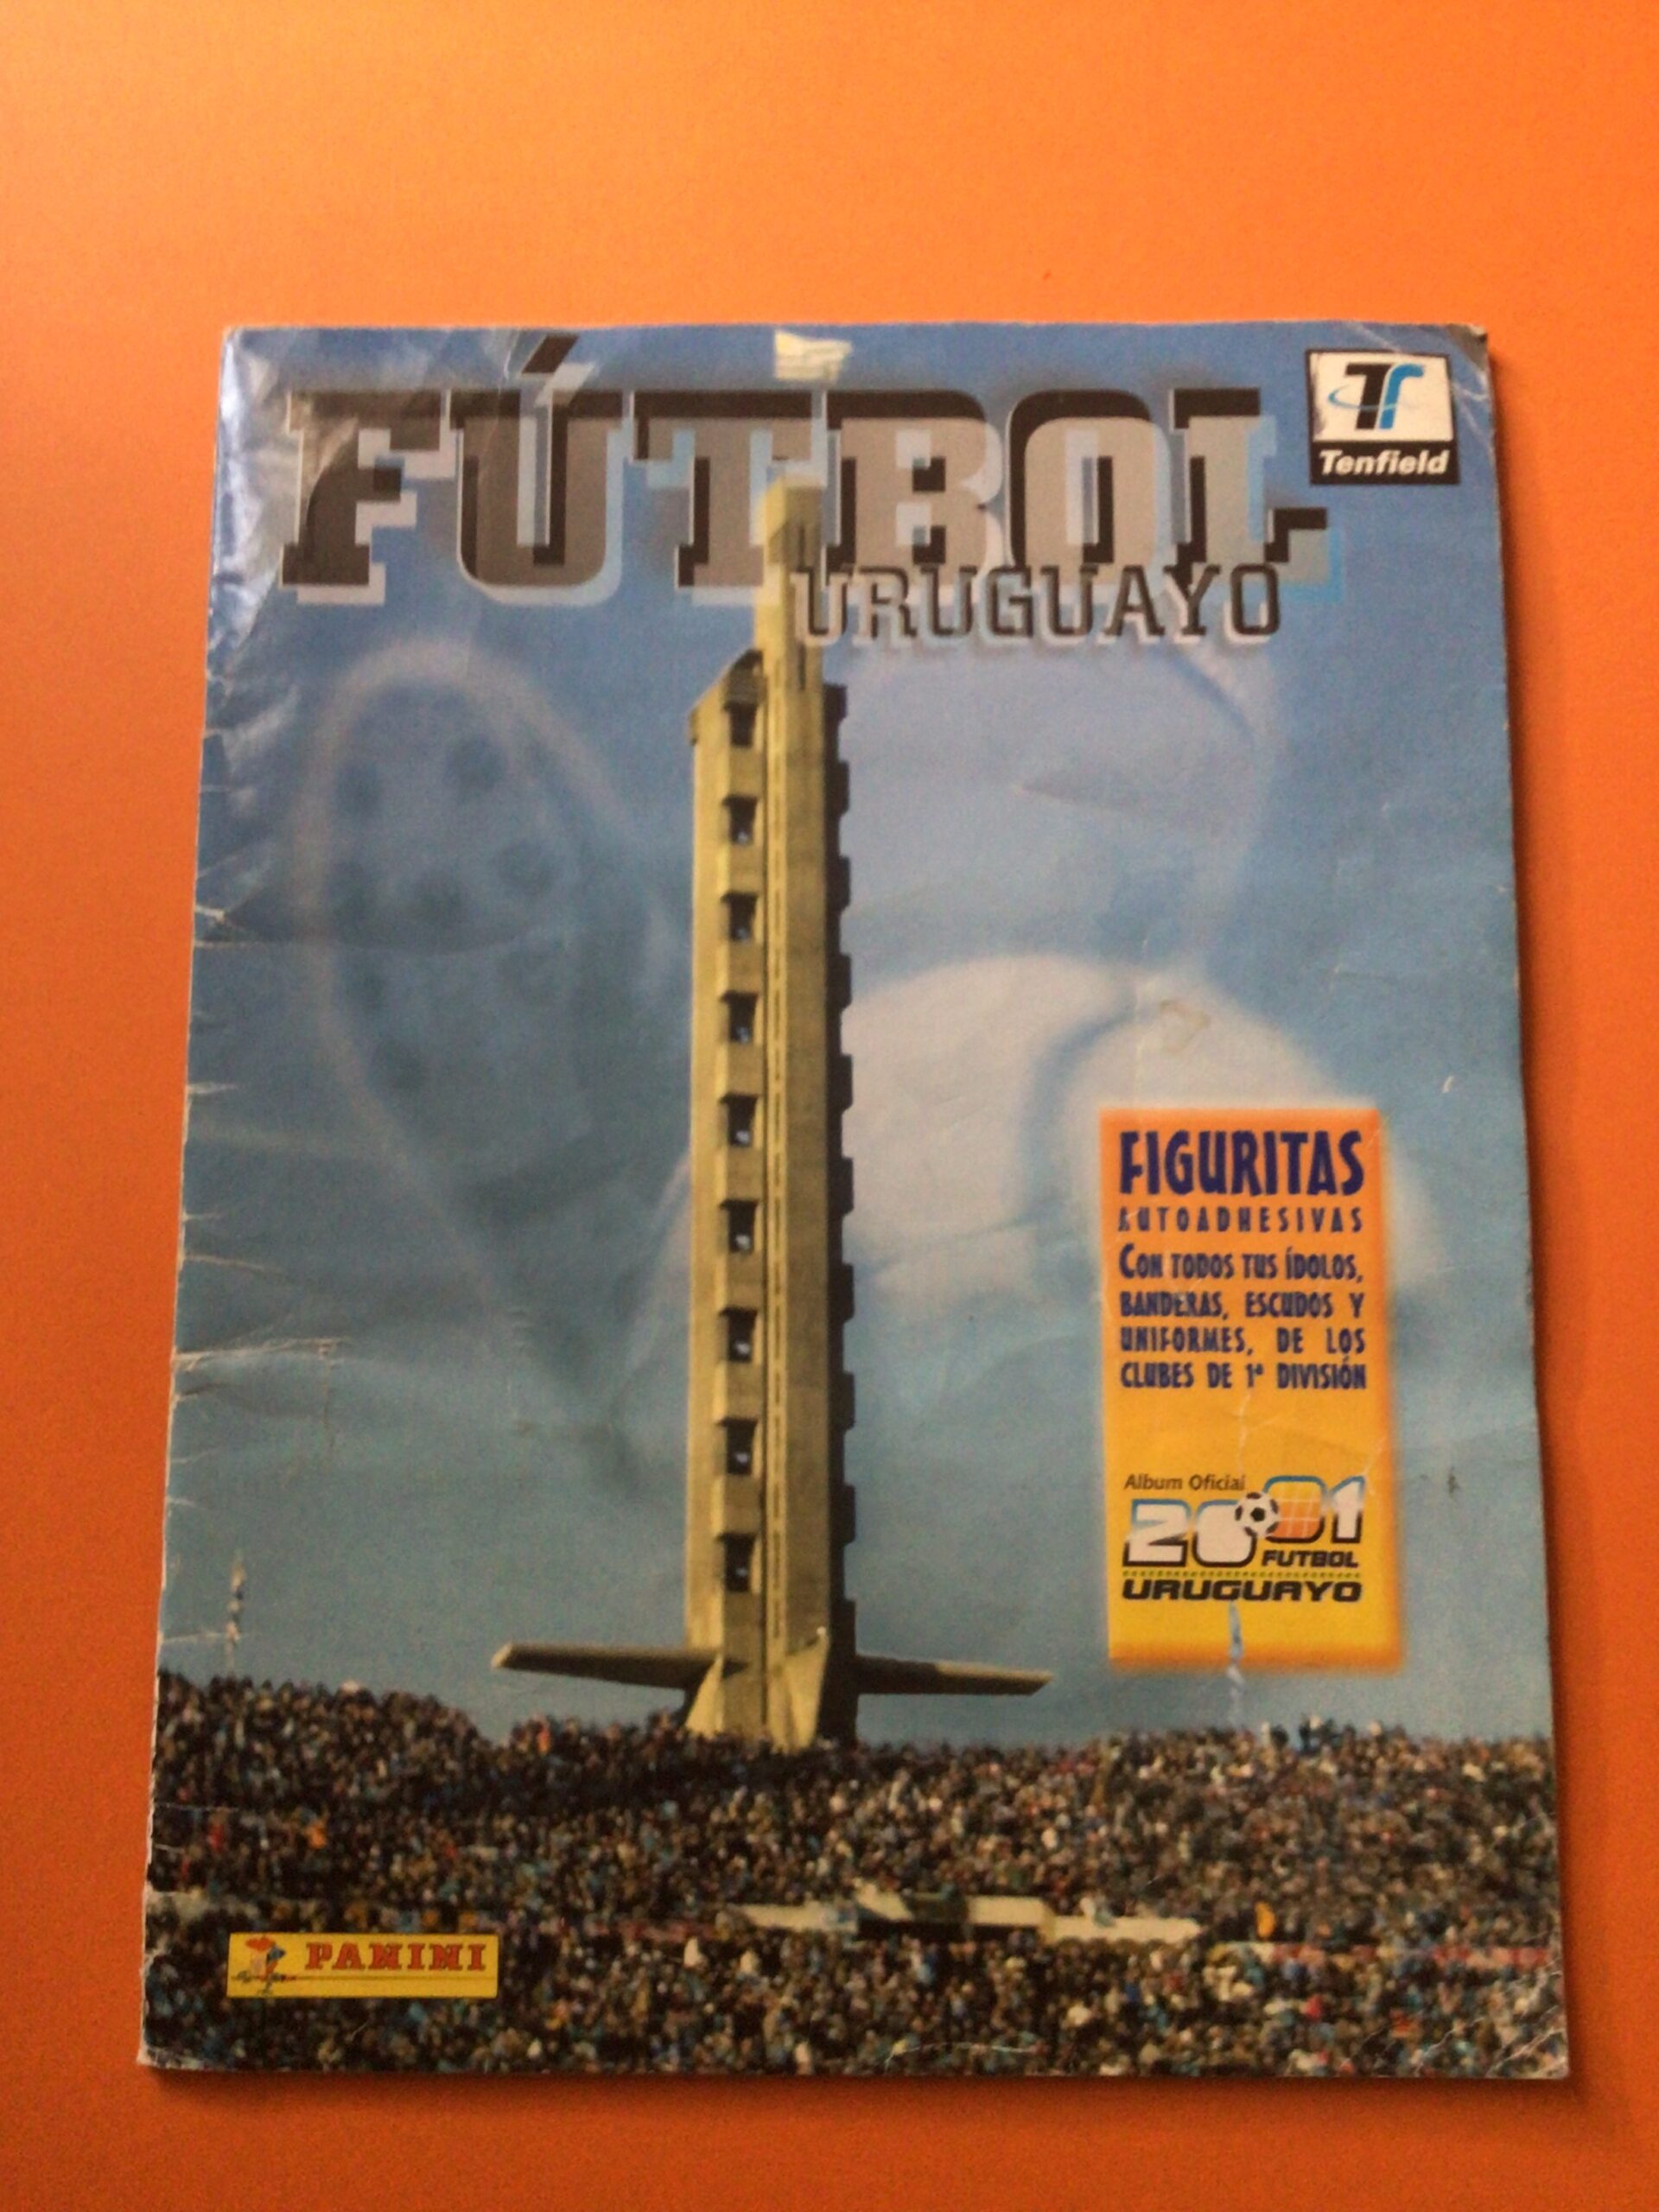 FÚTBOL
URUGUAYO
Tenfield
FIGURITAS
AUTOADHESIVAS
CON TODOS TUS ÍDOLOS,
BANDERAS, ESCUDOS Y
UNIFORMES, DE LOS
CLUBES DE 1ª DIVISIÓN
Album Oficial
2001
FUTBOL
URUGUAYO
PANINI